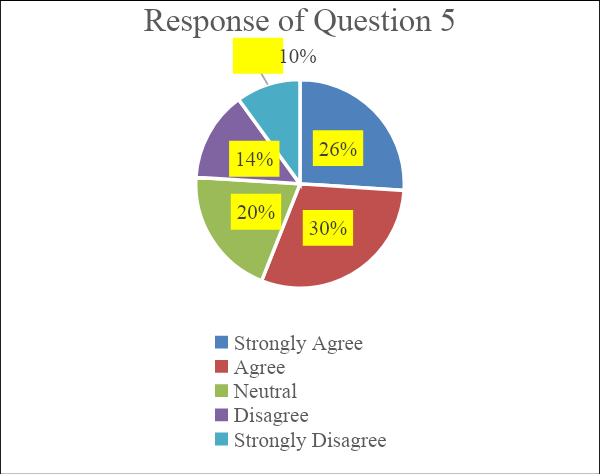 Response of Question 5
10%
26%
14%
20%
30%
Strongly Agree
Agree
Neutral
Disagree
Strongly Disagree